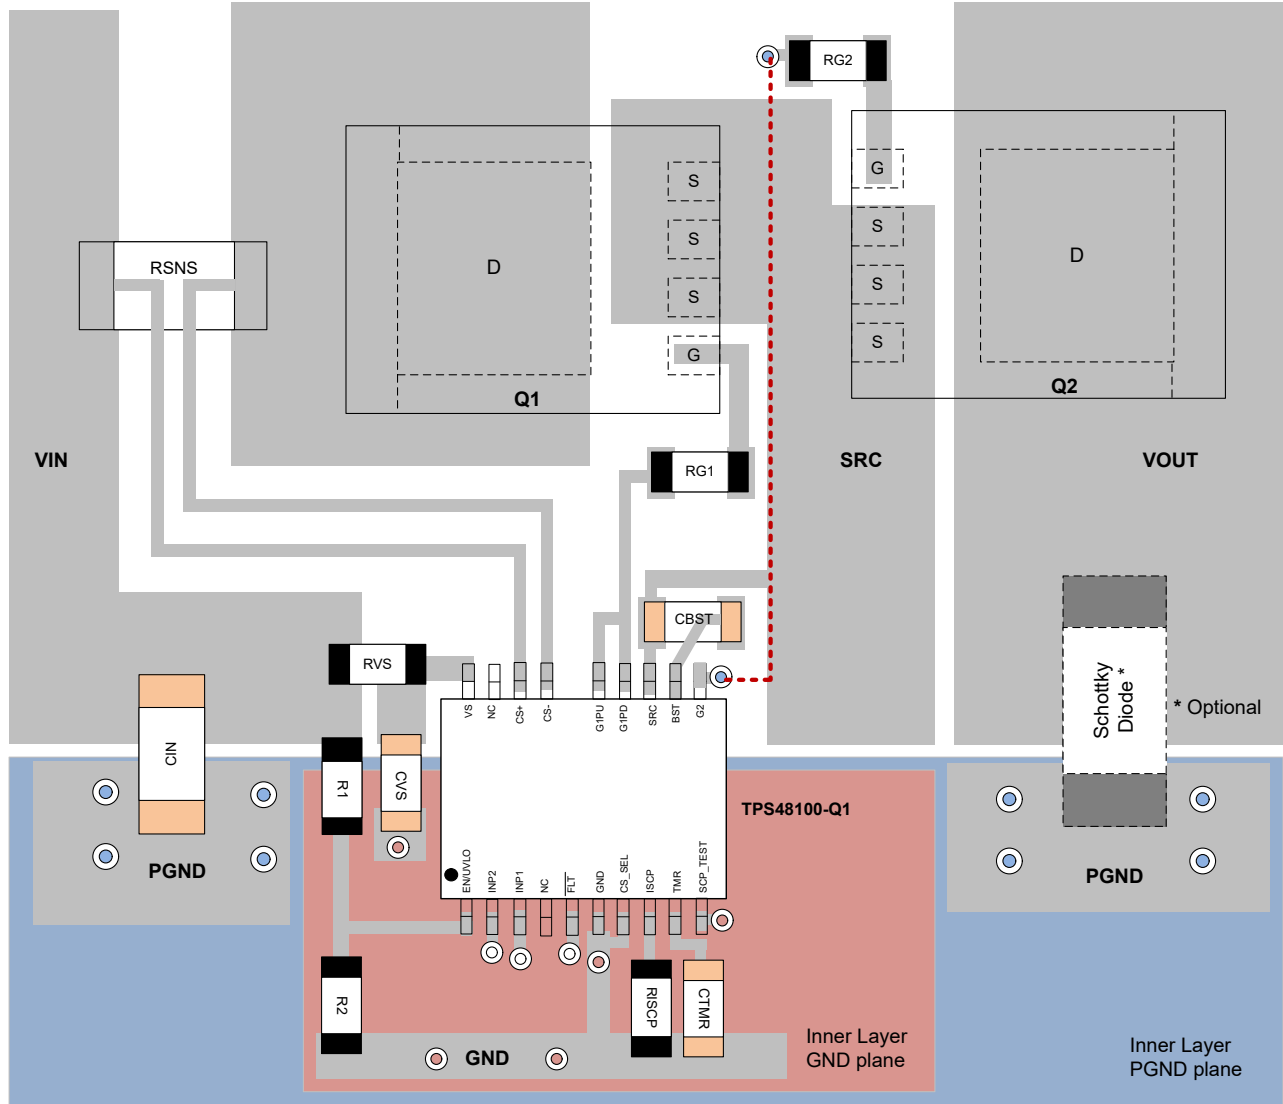 RG2
G
S
S
S
S
S
S
G
D
D
RSNS
Q1
Q2
VIN
RG1
SRC
VOUT
CBST
RVS
VS
NC
CS+
CS-
G1PU
G1PD
SRC
BST
G2
Schottky
Diode *
* Optional
CIN
R1
CVS
TPS48100-Q1
PGND
PGND
EN/UVLO
INP2
INP1
NC
FLT
GND
CS_SEL
ISCP
TMR
SCP_TEST
R2
RISCP
CTMR
GND
Inner Layer
GND plane
Inner Layer
PGND plane